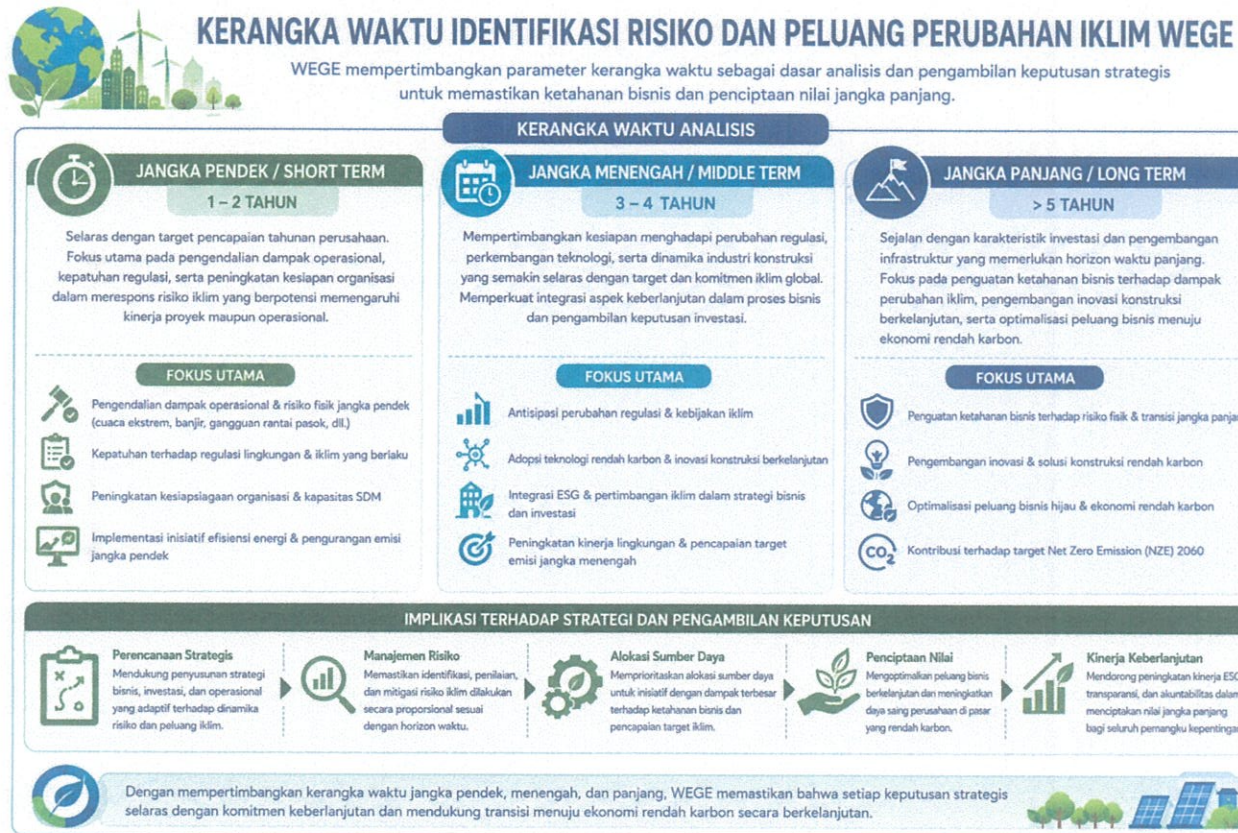 KERANGKA WAKTU IDENTIFIKASI RISIKO DAN PELUANG PERUBAHAN IKLIM WEGE
WEGE mempertimbangkan parameter kerangka waktu sebagai dasar analisis dan pengambilan keputusan strategis
untuk memastikan ketahanan bisnis dan penciptaan nilai jangka panjang.
KERANGKA WAKTU ANALISIS
JANGKA PENDEK / SHORT TERM
1 – 2 TAHUN
Selaras dengan target pencapaian tahunan perusahaan.
Fokus utama pada pengendalian dampak operasional,
kepatuhan regulasi, serta peningkatan kesiapan organisasi
dalam merespons risiko iklim yang berpotensi memengaruhi
kinerja proyek maupun operasional.
FOKUS UTAMA
Pengendalian dampak operasional & risiko fisik jangka pendek
(cuaca ekstrem, banjir, gangguan rantai pasok, dll.)
Kepatuhan terhadap regulasi lingkungan & iklim yang berlaku
Peningkatan kesiapsiagaan organisasi & kapasitas SDM
Implementasi inisiatif efisiensi energi & pengurangan emisi
jangka pendek
JANGKA MENENGAH / MIDDLE TERM
3 – 4 TAHUN
Mempertimbangkan kesiapan menghadapi perubahan regulasi,
perkembangan teknologi, serta dinamika industri konstruksi
yang semakin selaras dengan target dan komitmen iklim global.
Memperkuat integrasi aspek keberlanjutan dalam proses bisnis
dan pengambilan keputusan investasi.
FOKUS UTAMA
Antisipasi perubahan regulasi & kebijakan iklim
Adopsi teknologi rendah karbon & inovasi konstruksi berkelanjutan
Integrasi ESG & pertimbangan iklim dalam strategi bisnis
dan investasi
Peningkatan kinerja lingkungan & pencapaian target
emisi jangka menengah
JANGKA PANJANG / LONG TERM
> 5 TAHUN
Sejalan dengan karakteristik investasi dan pengembangan
infrastruktur yang memerlukan horizon waktu panjang.
Fokus pada penguatan ketahanan bisnis terhadap dampak
perubahan iklim, pengembangan inovasi konstruksi
berkelanjutan, serta optimalisasi peluang bisnis menuju
ekonomi rendah karbon.
FOKUS UTAMA
Penguatan ketahanan bisnis terhadap risiko fisik & transisi jangka
Pengembangan inovasi & solusi konstruksi rendah karbon
Optimalisasi peluang bisnis hijau & ekonomi rendah karbon
CO2
Kontribusi terhadap target Net Zero Emission (NZE) 2060
IMPLIKASI TERHADAP STRATEGI DAN PENGAMBILAN KEPUTUSAN
Perencanaan Strategis
Mendukung penyusunan strategi
bisnis, investasi, dan operasional
yang adaptif terhadap dinamika
risiko dan peluang iklim.
Manajemen Risiko
Memastikan identifikasi, penilaian,
dan mitigasi risiko iklim dilakukan
secara proporsional sesuai
dengan horizon waktu.
Alokasi Sumber Daya
Memprioritaskan alokasi sumber daya
untuk inisiatif dengan dampak terbesar
terhadap ketahanan bisnis dan
pencapaian target iklim.
Penciptaan Nilai
Mengoptimalkan peluang bisnis
berkelanjutan dan meningkatkan
daya saing perusahaan di pasar
yang rendah karbon.
Kinerja Keberlanjutan
Mendorong peningkatan kinerja ESG,
transparansi, dan akuntabilitas dalam
menciptakan nilai jangka panjang
bagi seluruh pemangku
Dengan mempertimbangkan kerangka waktu jangka pendek, menengah, dan panjang, WEGE memastikan bahwa setiap keputusan strategis
selaras dengan komitmen keberlanjutan dan mendukung transisi menuju ekonomi rendah karbon secara berkelanjutan.